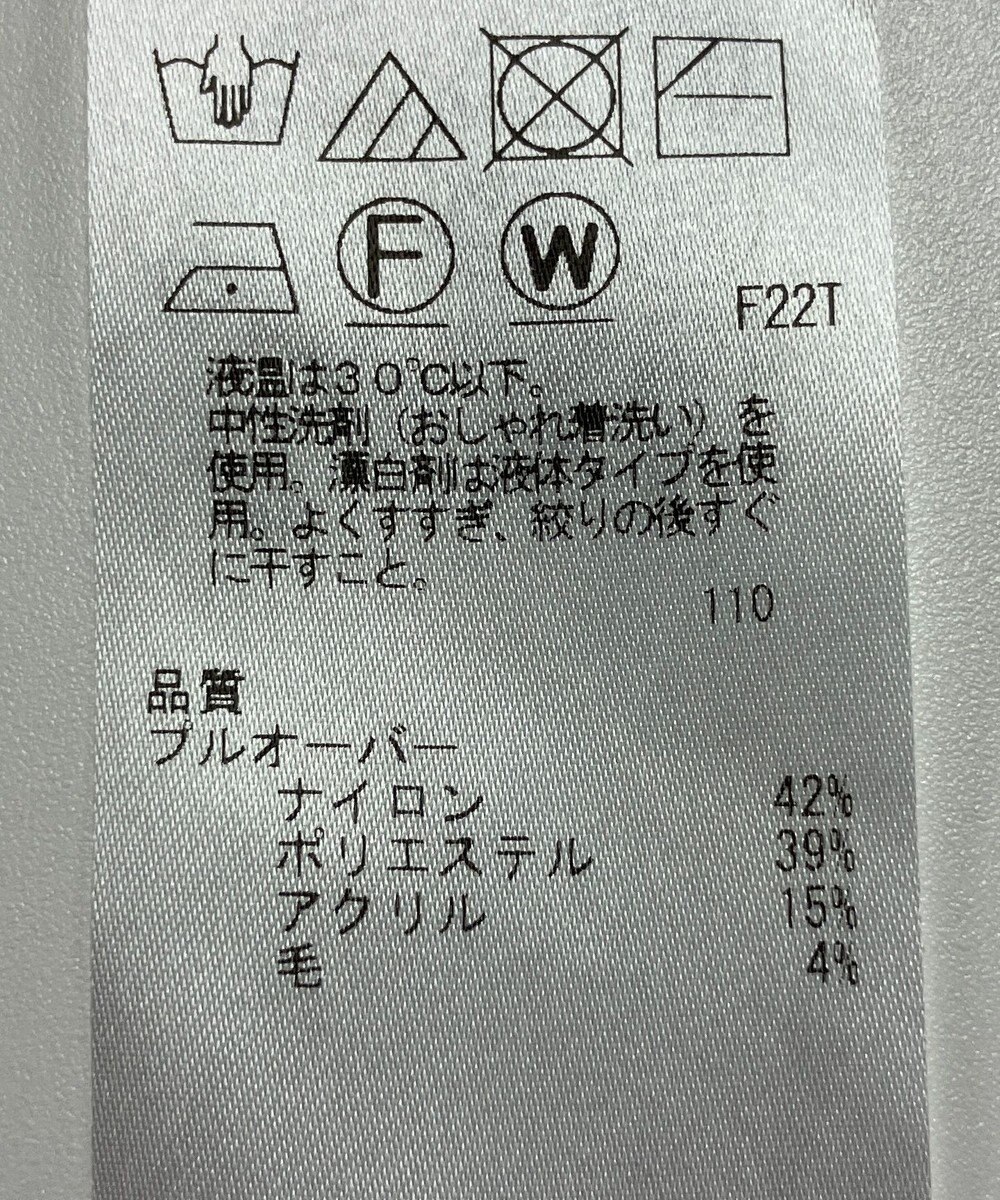 F W
F22T
液温は30℃以下。
中性洗剤（おしゃれ着洗い）を
使用。漂白剤は液体タイプを使
用。よくすすぎ、絞りの後すぐ
に干すこと。
110
品質
プルオーバー
ナイロン 42%
ポリエステル 39%
アクリル 15%
毛 4%